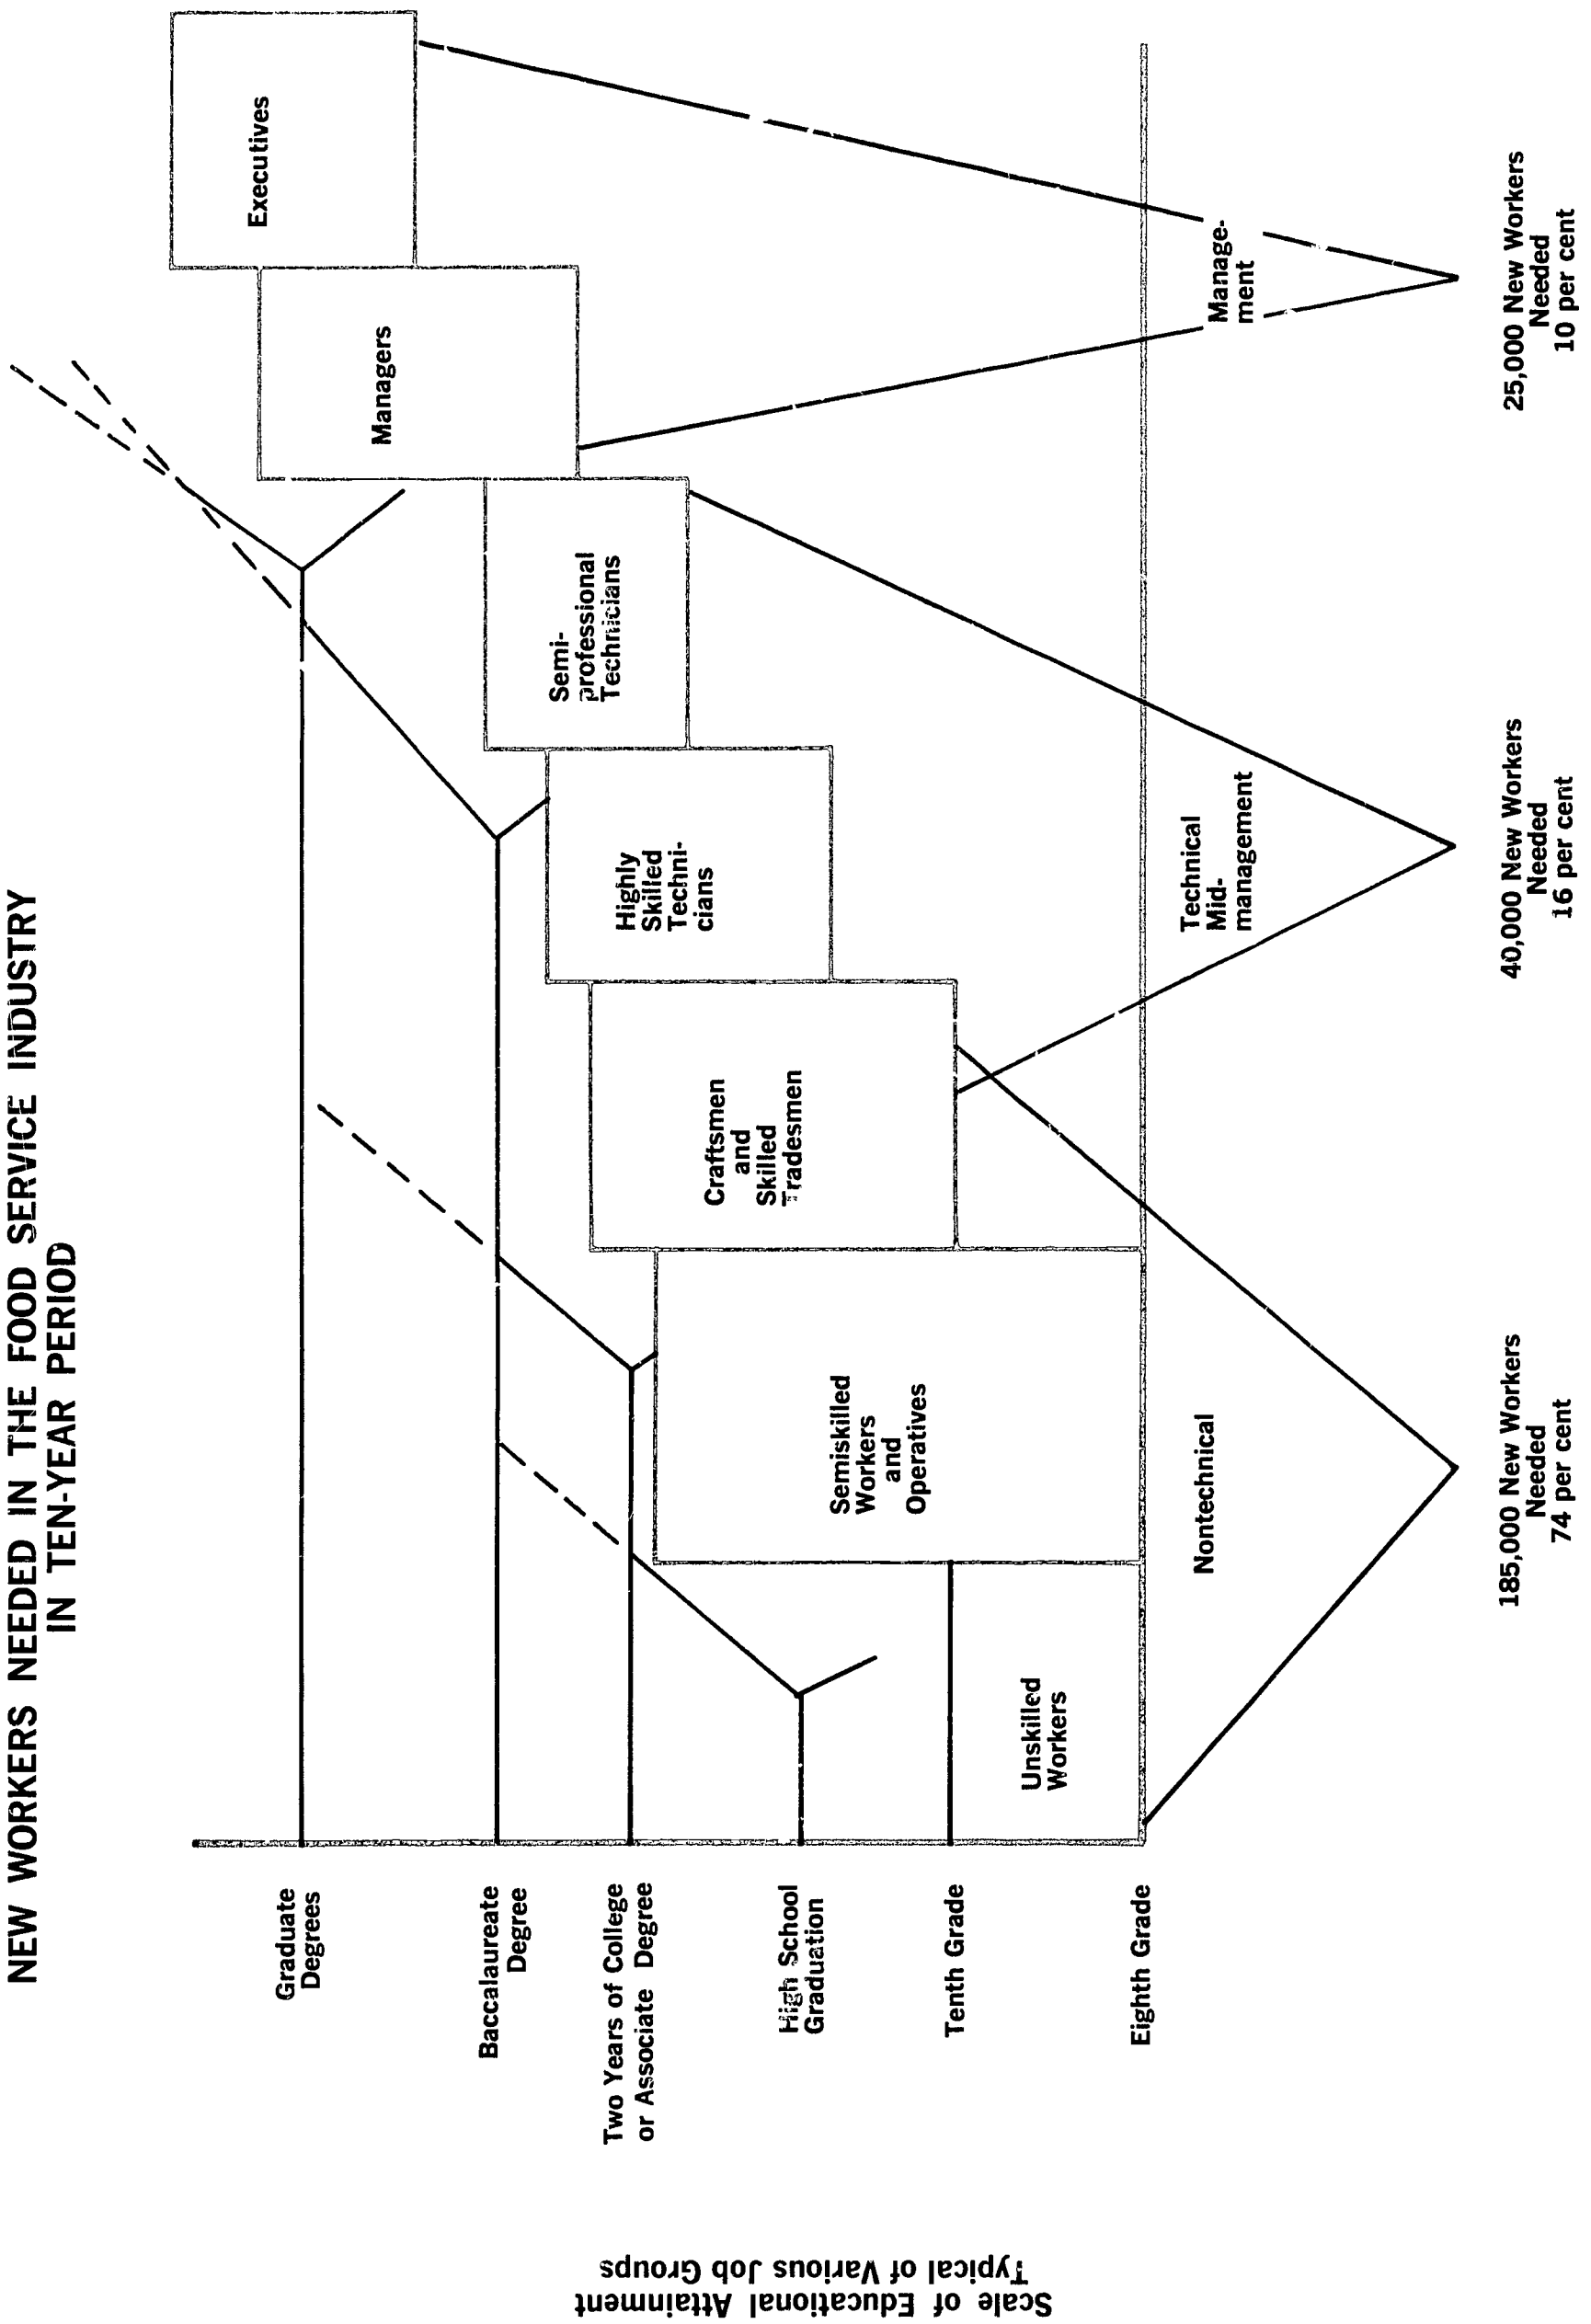 NEW WORKERS NEEDED IN THE FOOD SERVICE INDUSTRY
IN TEN-YEAR PERIOD
Scale of Educational Attainment
Typical of Various Job Groups
Graduate
Degrees
Baccalaureate
Degree
Two Years of College
or Associate Degree
High School
Graduation
Tenth Grade
Eighth Grade
Unskilled
Workers
Semiskilled
Workers
and
Operatives
Craftsmen
and
Skilled
Tradesmen
Highly
Skilled
Techni-
cians
Semi-
professional
Technicians
Managers
Executives
Nontechnical
Technical
Mid-
management
Manage-
ment
185,000 New Workers
Needed
74 per cent
40,000 New Workers
Needed
16 per cent
25,000 New Workers
Needed
10 per cent